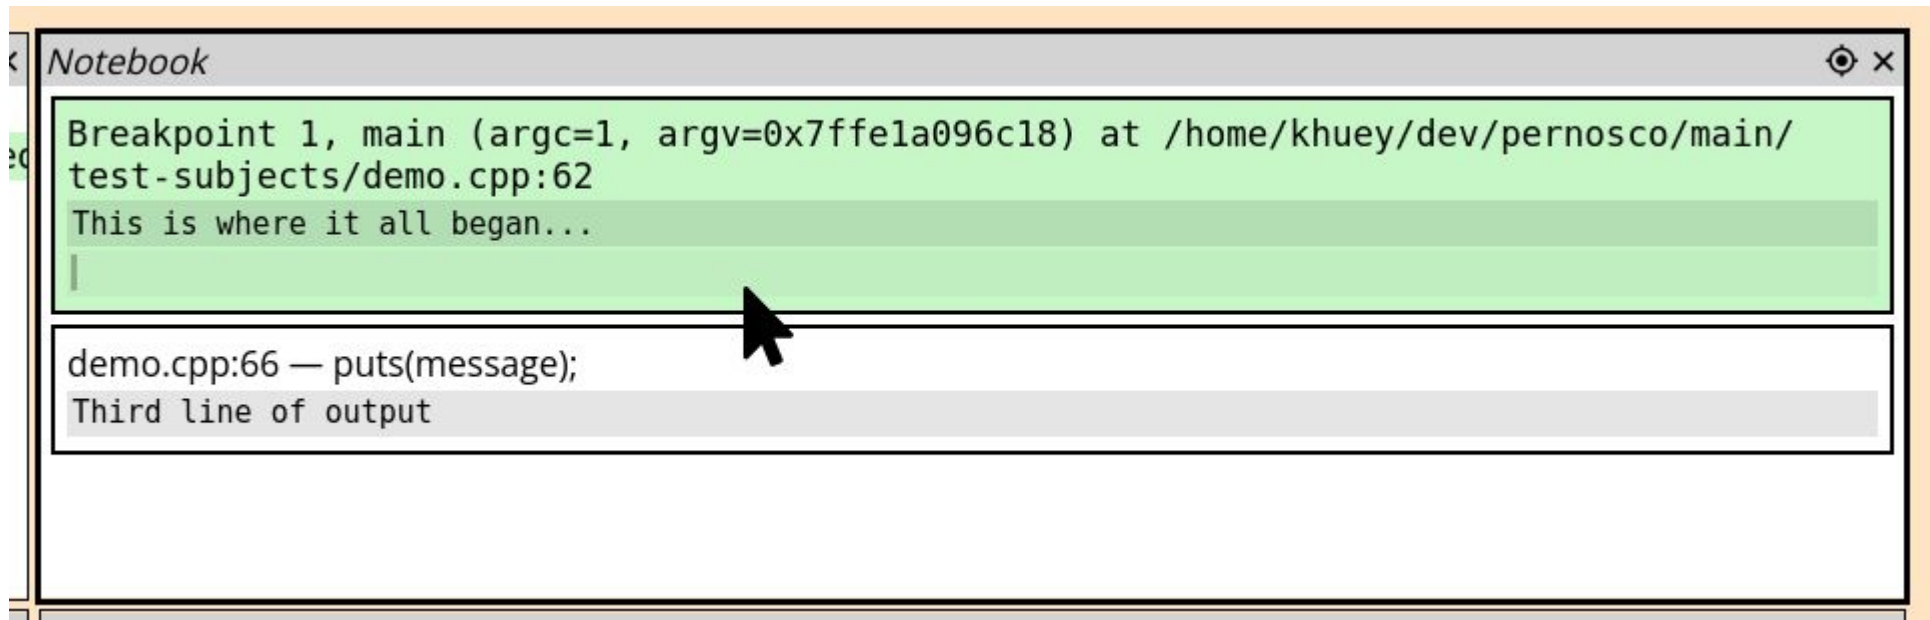 Notebook
Breakpoint 1, main (argc=1, argv=0x7ffe1a096c18) at /home/khuey/dev/pernosco/main/
test-subjects/demo.cpp:62
This is where it all began...
demo.cpp:66 — puts(message);
Third line of output